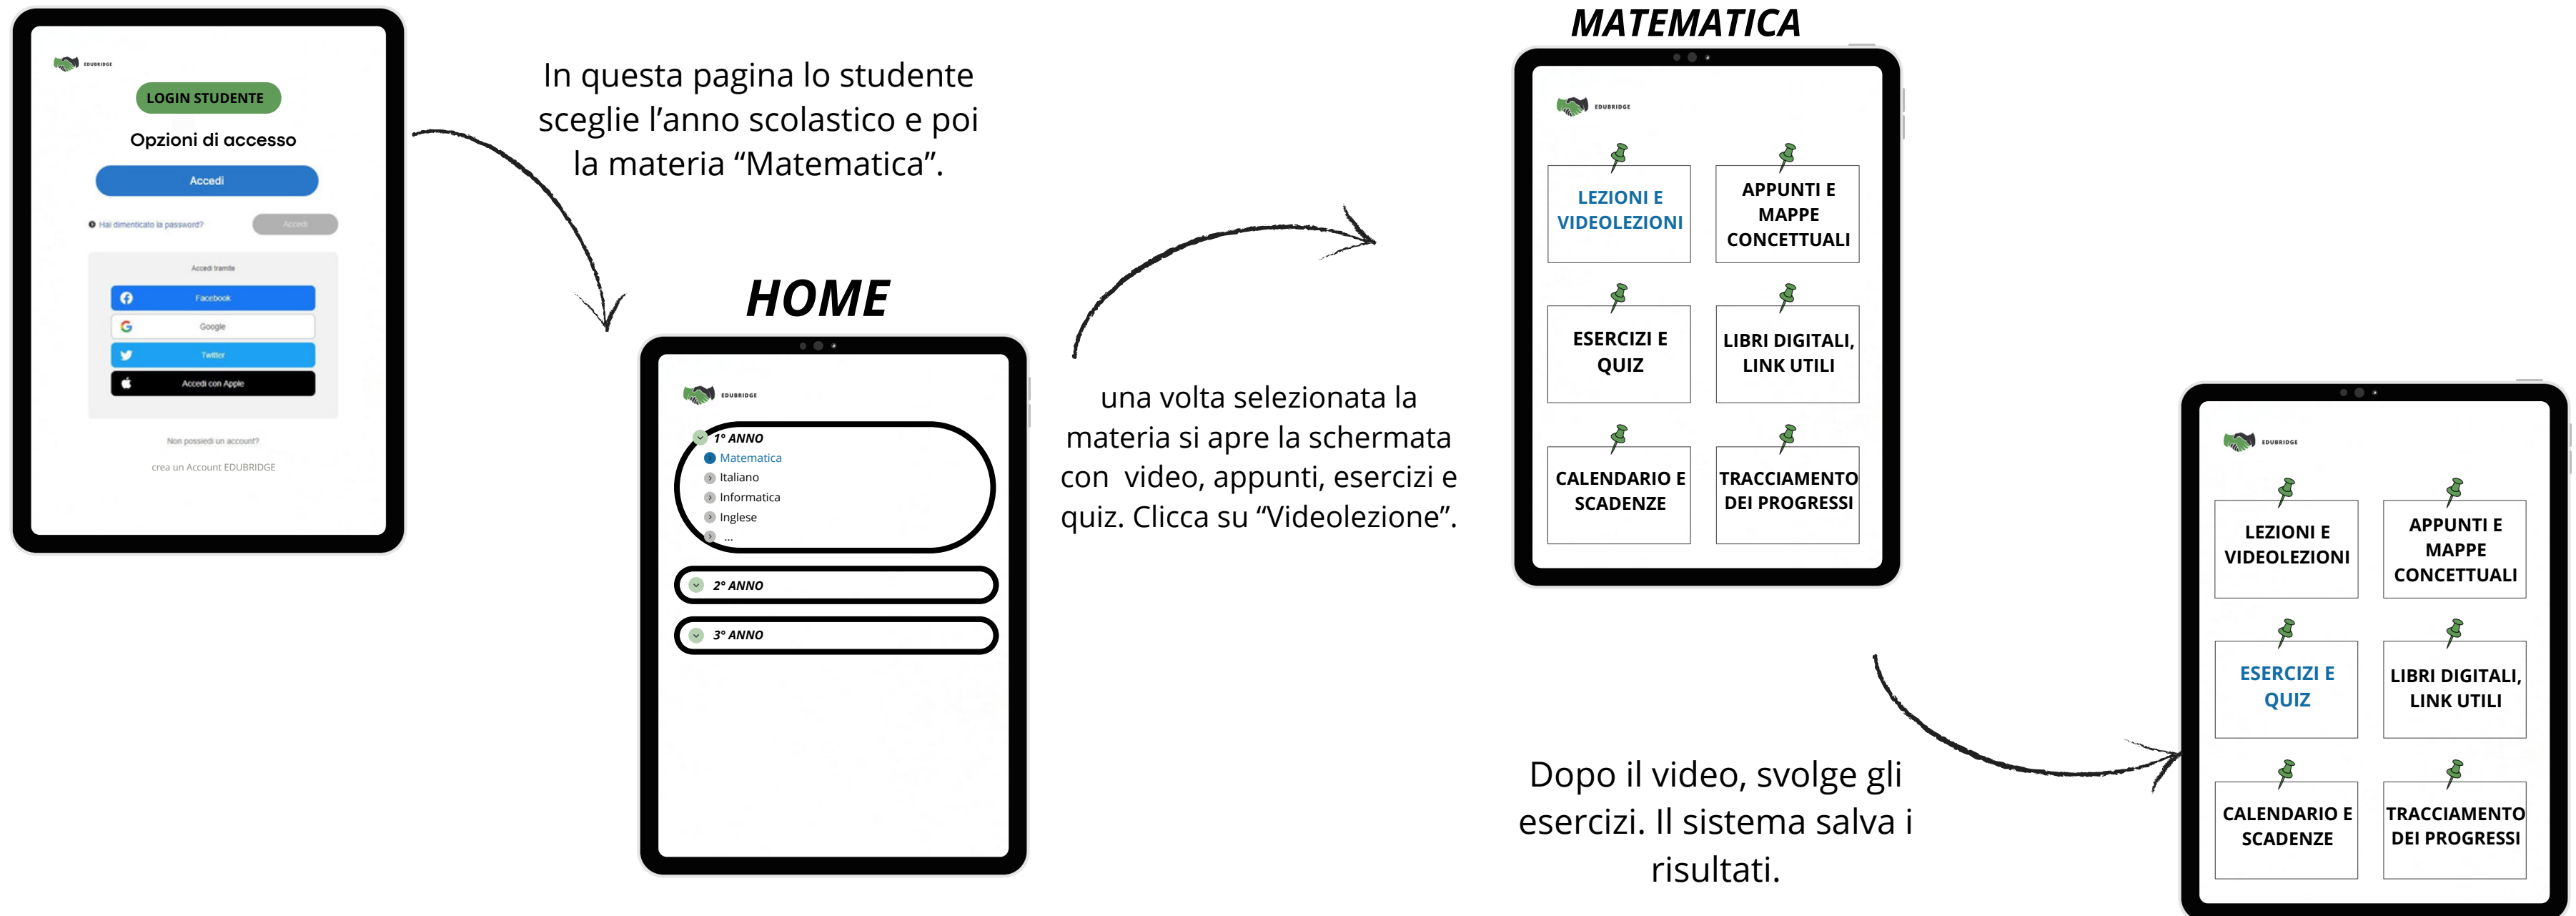 EDUBRIDGE
LOGIN STUDENTE
Opzioni di accesso
Accedi
Hai dimenticato la password?
Accedi
Accedi tramite
Facebook
Google
Twitter
Accedi con Apple
Non possiedi un account?
crea un Account EDUBRIDGE
In questa pagina lo studente
sceglie l’anno scolastico e poi
la materia “Matematica”.
HOME
EDUBRIDGE
1° ANNO
Matematica
Italiano
Informatica
Inglese
...
2° ANNO
3° ANNO
una volta selezionata la
materia si apre la schermata
con video, appunti, esercizi e
quiz. Clicca su “Videolezione”.
MATEMATICA
EDUBRIDGE
LEZIONI E
VIDEOLEZIONI
APPUNTI E
MAPPE
CONCETTUALI
ESERCIZI E
QUIZ
LIBRI DIGITALI,
LINK UTILI
CALENDARIO E
SCADENZE
TRACCIAMENTO
DEI PROGRESSI
Dopo il video, svolge gli
esercizi. Il sistema salva i
risultati.
EDUBRIDGE
LEZIONI E
VIDEOLEZIONI
APPUNTI E
MAPPE
CONCETTUALI
ESERCIZI E
QUIZ
LIBRI DIGITALI,
LINK UTILI
CALENDARIO E
SCADENZE
TRACCIAMENTO
DEI PROGRESSI